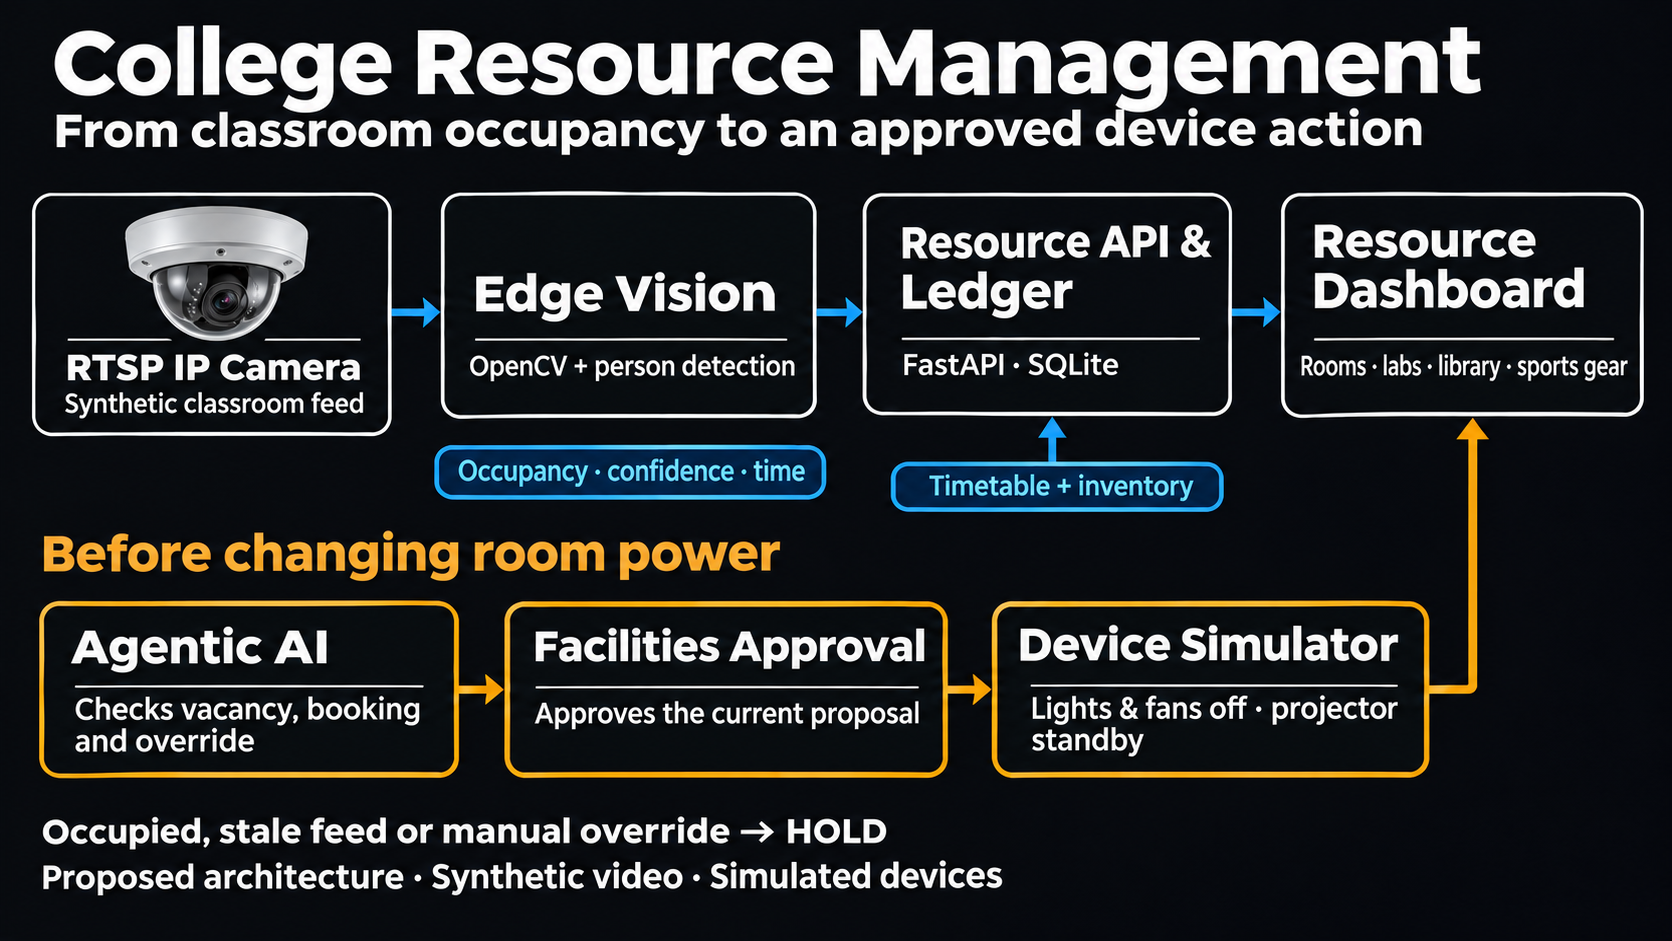 College Resource Management
From classroom occupancy to an approved device action
RTSP IP Camera
Synthetic classroom feed
Edge Vision
OpenCV + person detection
Resource API &
Ledger
FastAPI · SQLite
Resource
Dashboard
Rooms · labs · library · sports gear
Occupancy · confidence · time
Timetable + inventory
Before changing room power
Agentic AI
Checks vacancy, booking
and override
Facilities Approval
Approves the current proposal
Device Simulator
Lights & fans off · projector
standby
Occupied, stale feed or manual override → HOLD
Proposed architecture · Synthetic video · Simulated devices